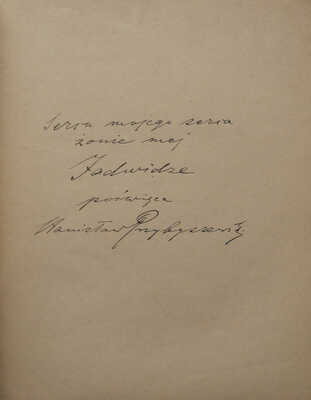 Sercu mojego serca
żonie mej
Jadwidze
poświęca
Stanisław Przybyszewski